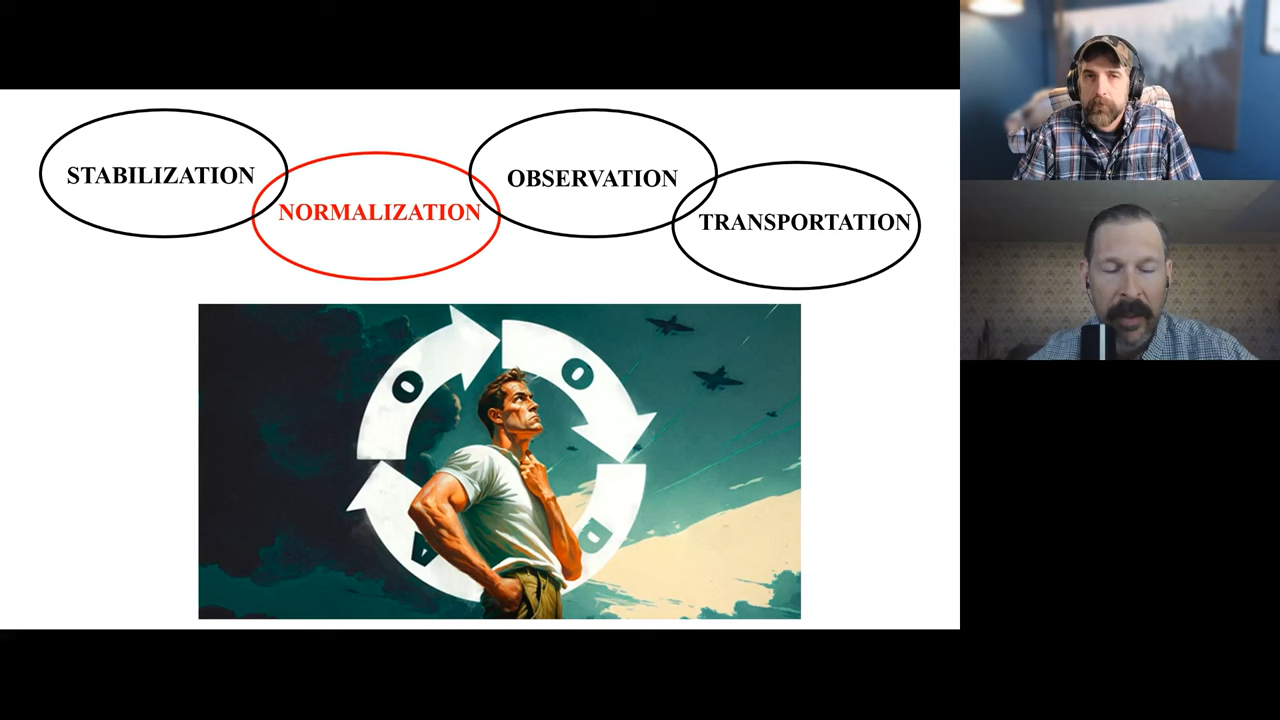 STABILIZATION
NORMALIZATION
OBSERVATION
TRANSPORTATION
O
O
D
A